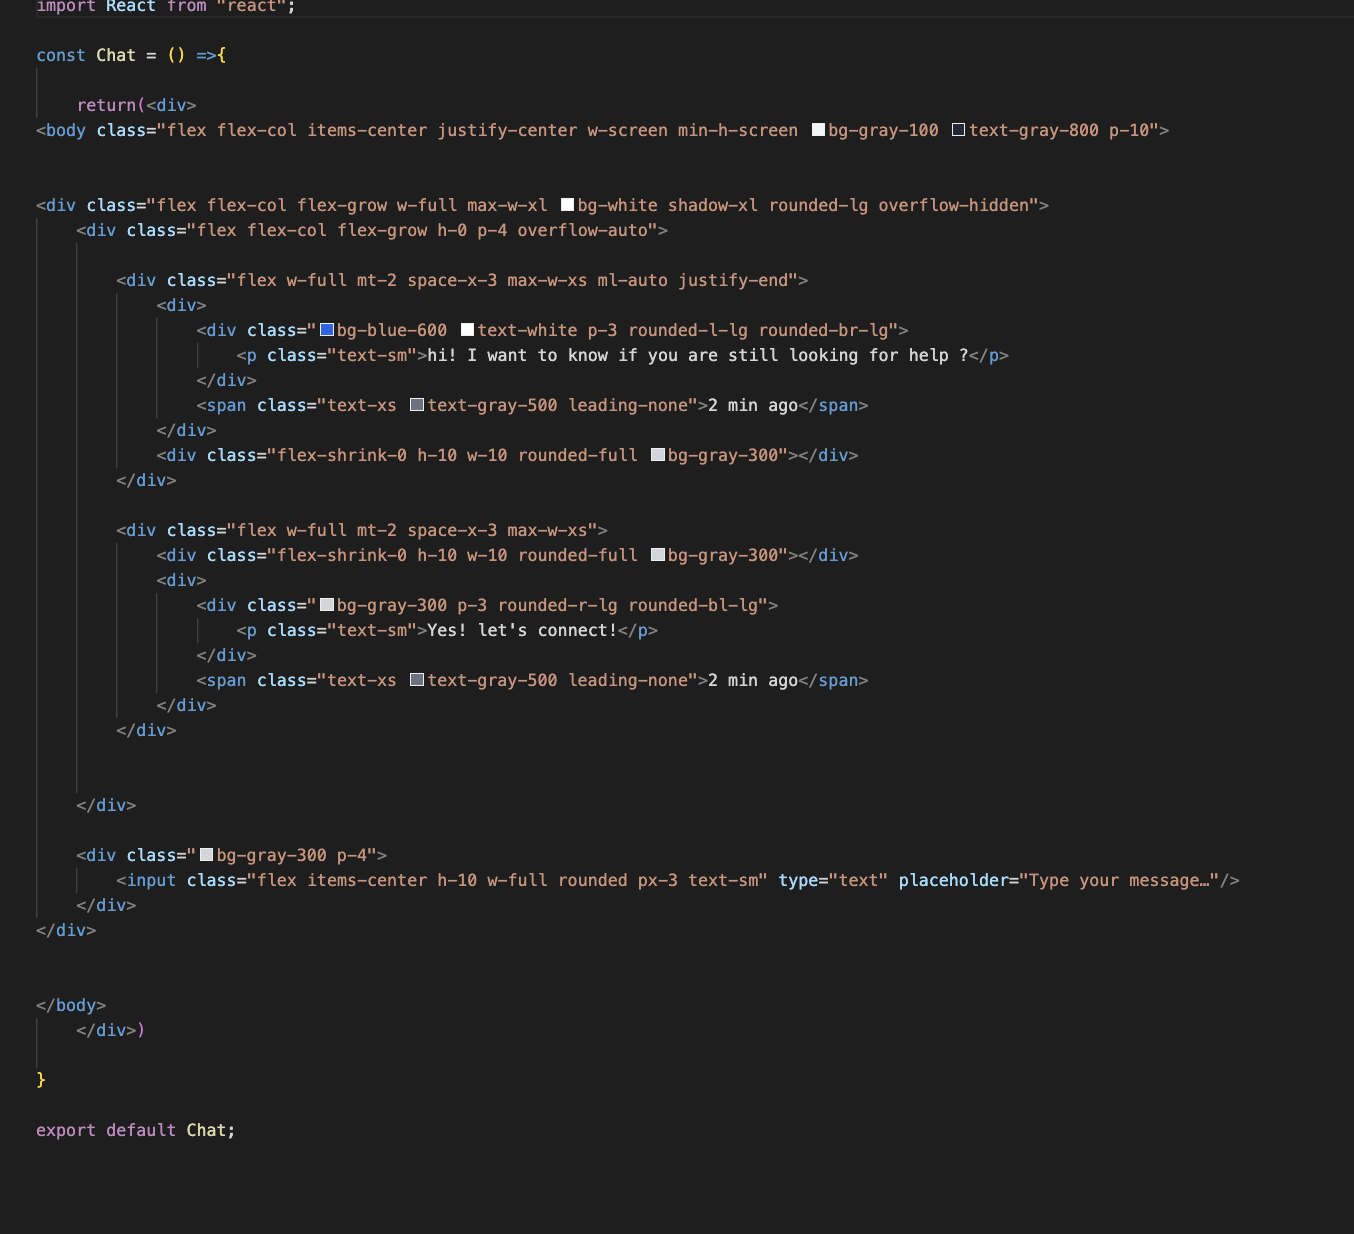 import React from "react";
const Chat = () =>{
return(<div>
<body class="flex flex-col items-center justify-center w-screen min-h-screen bg-gray-100 text-gray-800 p-10">
<div class="flex flex-col flex-grow w-full max-w-xl bg-white shadow-xl rounded-lg overflow-hidden">
<div class="flex flex-col flex-grow h-0 p-4 overflow-auto">
<div class="flex w-full mt-2 space-x-3 max-w-xs ml-auto justify-end">
<div>
<div class="bg-blue-600 text-white p-3 rounded-l-lg rounded-br-lg">
<p class="text-sm">hi! I want to know if you are still looking for help ?</p>
</div>
<span class="text-xs text-gray-500 leading-none">2 min ago</span>
</div>
<div class="flex-shrink-0 h-10 w-10 rounded-full bg-gray-300"></div>
</div>
<div class="flex w-full mt-2 space-x-3 max-w-xs">
<div class="flex-shrink-0 h-10 w-10 rounded-full bg-gray-300"></div>
<div>
<div class="bg-gray-300 p-3 rounded-r-lg rounded-bl-lg">
<p class="text-sm">Yes! let's connect!</p>
</div>
<span class="text-xs text-gray-500 leading-none">2 min ago</span>
</div>
</div>
</div>
<div class="bg-gray-300 p-4">
<input class="flex items-center h-10 w-full rounded px-3 text-sm" type="text" placeholder="Type your message…"/>
</div>
</div>
</body>
</div>)
}
export default Chat;